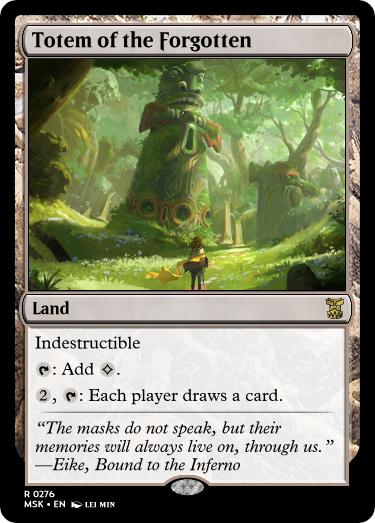 Totem of the Forgotten
Land
Indestructible
: Add .
2, : Each player draws a card.
“The masks do not speak, but their
memories will always live on, through us.”
—Eike, Bound to the Inferno
R 0276
MSK • EN LEI MIN